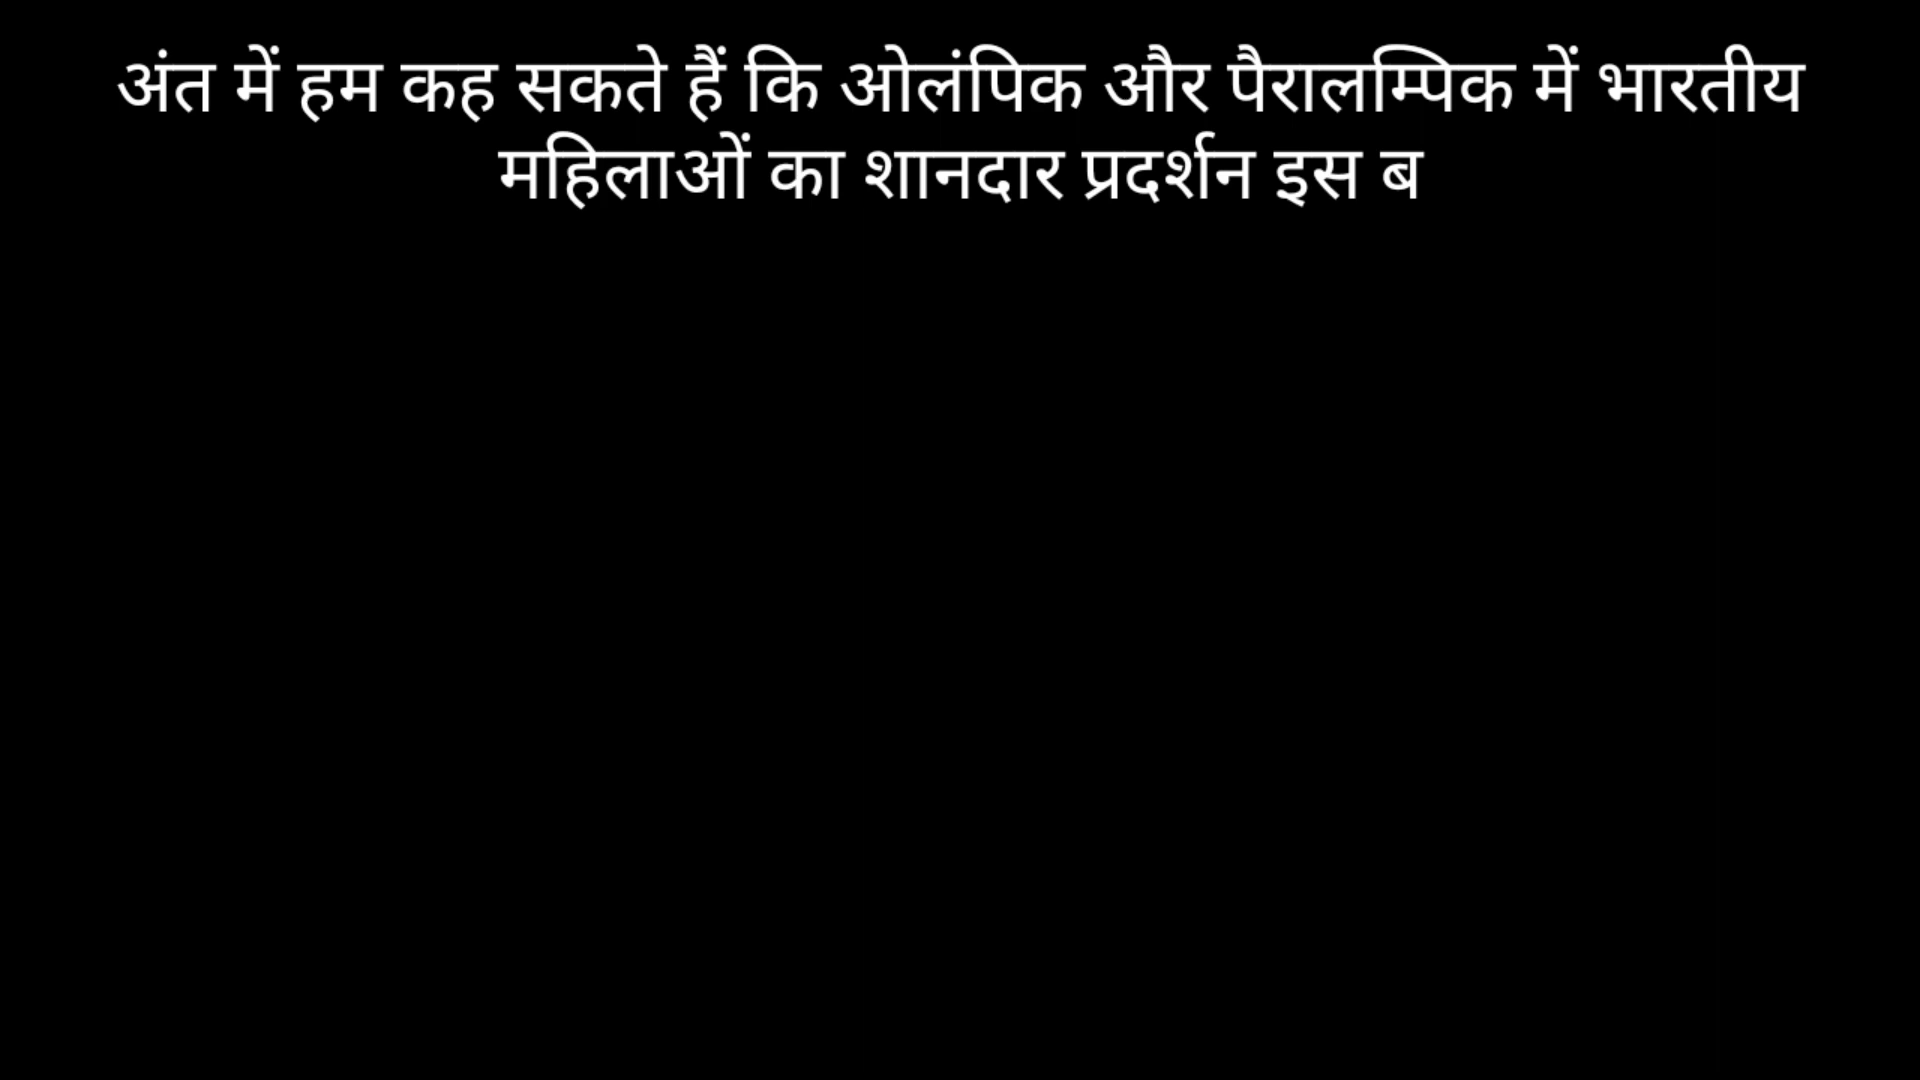 अंत में हम कह सकते हैं कि ओलंपिक और पैरालम्पिक में भारतीय
महिलाओं का शानदार प्रदर्शन इस ब